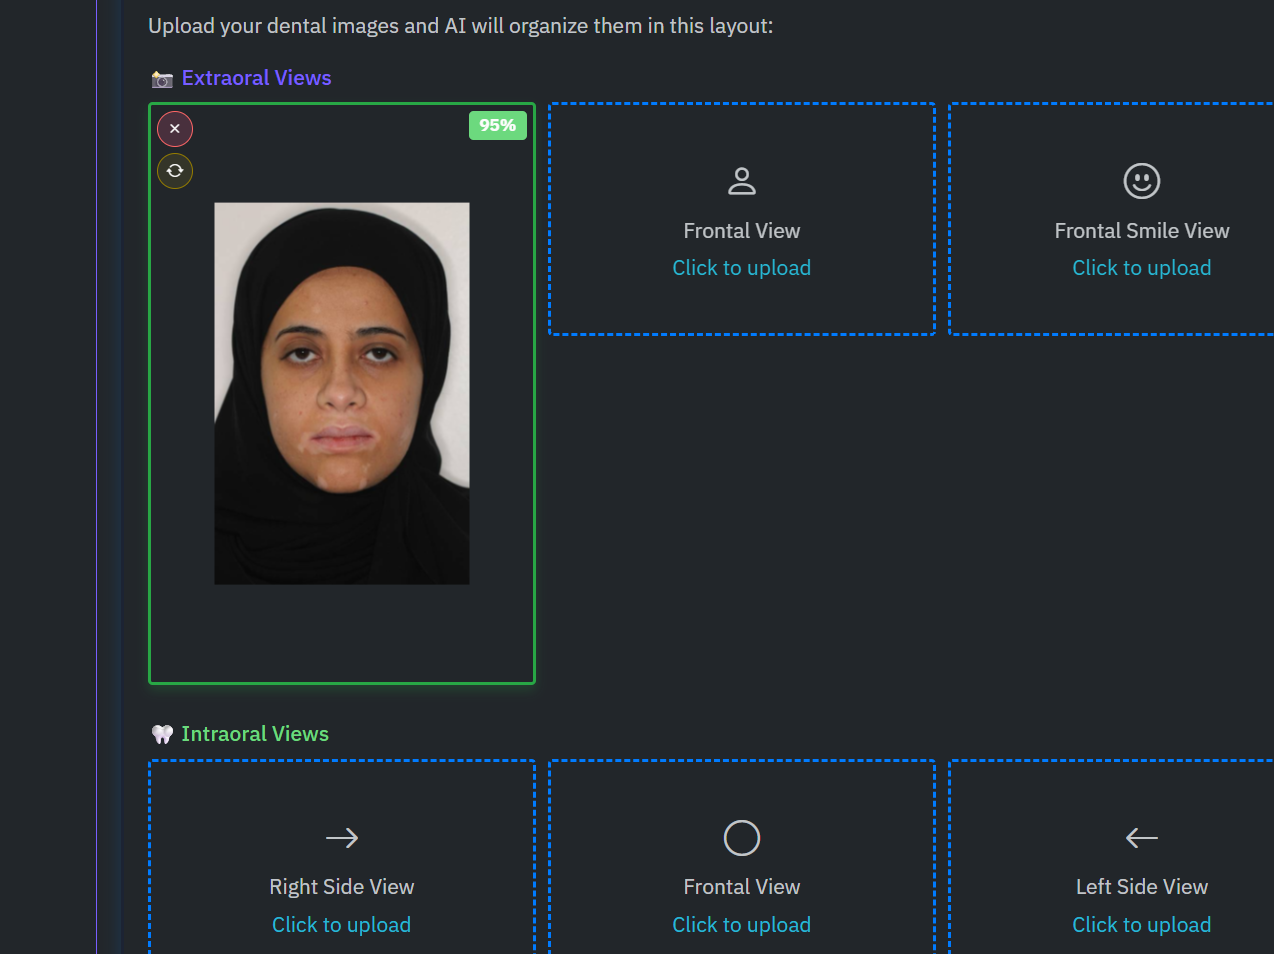 Upload your dental images and AI will organize them in this layout:
📷 Extraoral Views
95%
Frontal View
Click to upload
Frontal Smile View
Click to upload
🦷 Intraoral Views
Right Side View
Click to upload
Frontal View
Click to upload
Left Side View
Click to upload